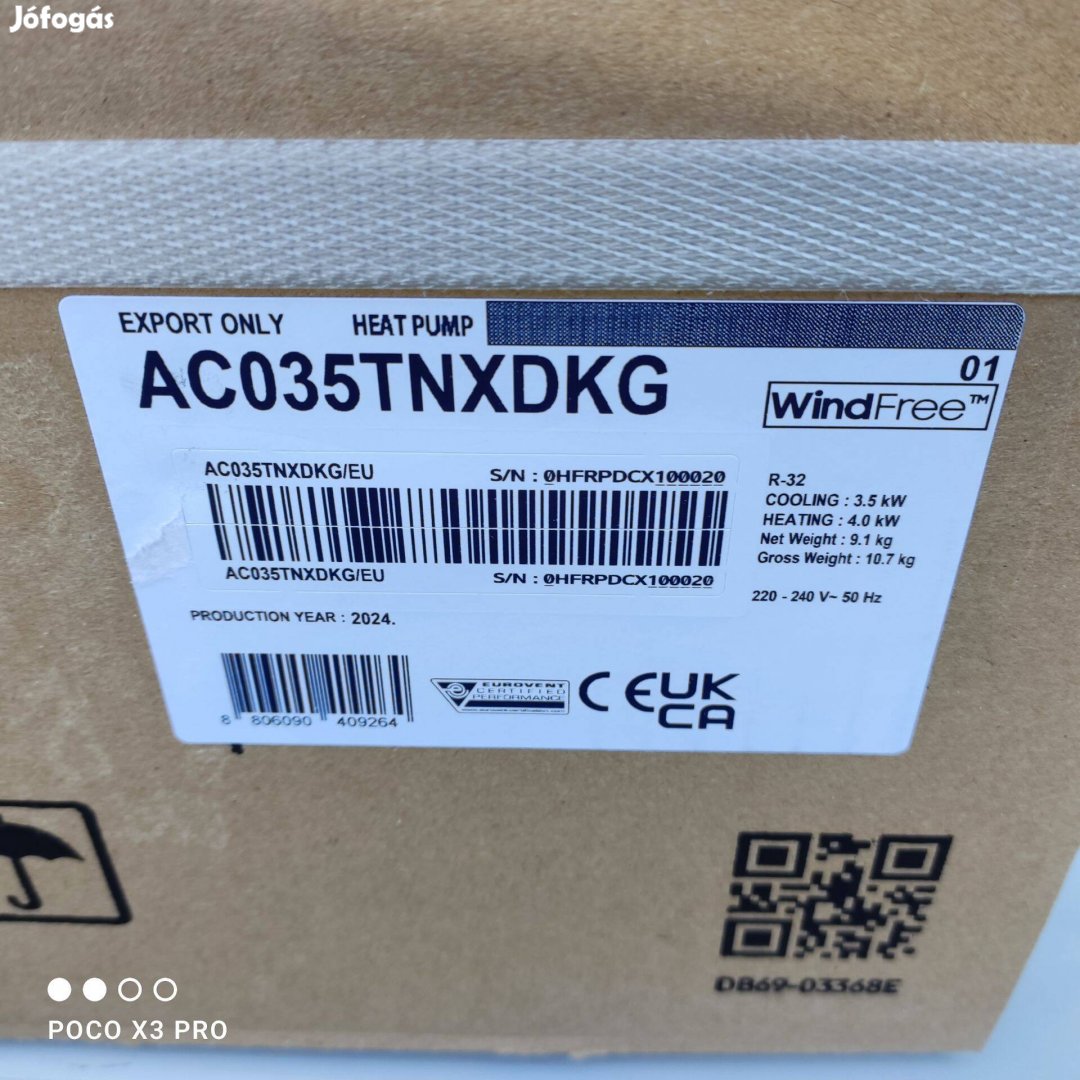 Jófogás
EXPORT ONLY HEAT PUMP
AC035TNXDKG
01
WindFree™
AC035TNXDKG/EU S/N : 0HFRPDCX100020
AC035TNXDKG/EU S/N : 0HFRPDCX100020
R-32
COOLING : 3.5 kW
HEATING : 4.0 kW
Net Weight : 9.1 kg
Gross Weight : 10.7 kg
220 - 240 V~ 50 Hz
PRODUCTION YEAR : 2024.
8 806090 409264
EUROVENT
CERTIFIED
PERFORMANCE
CE UK
CA
DB69-03368E
POCO X3 PRO